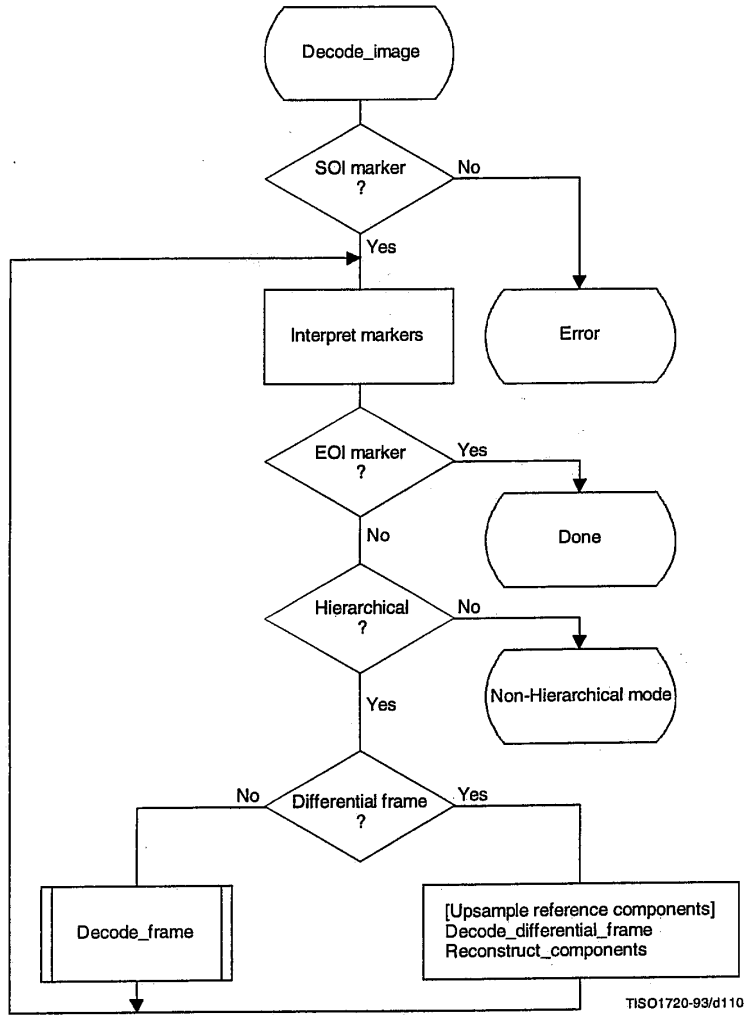 Decode_image
SOI marker
?
No
Yes
Interpret markers
Error
EOI marker
?
Yes
No
Done
Hierarchical
?
No
Yes
Non-Hierarchical mode
Differential frame
?
No
Yes
Decode_frame
[Upsample reference components]
Decode_differential_frame
Reconstruct_components
TISO1720-93/d110